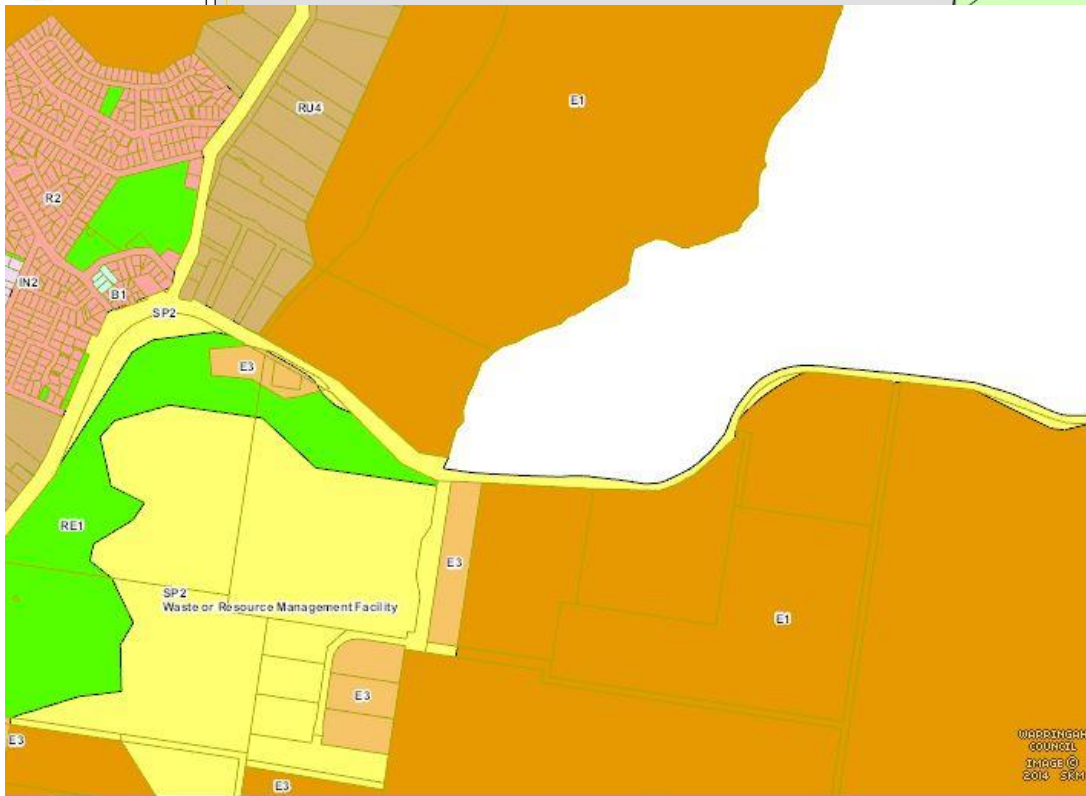 E1
RU4
R2
IN2
B1
SP2
E3
RE1
E3
SP2
Waste or Resource Management Facility
E1
E3
E3
E3
WARRINGAH
COUNCIL
IMAGE ©
2014 SKM